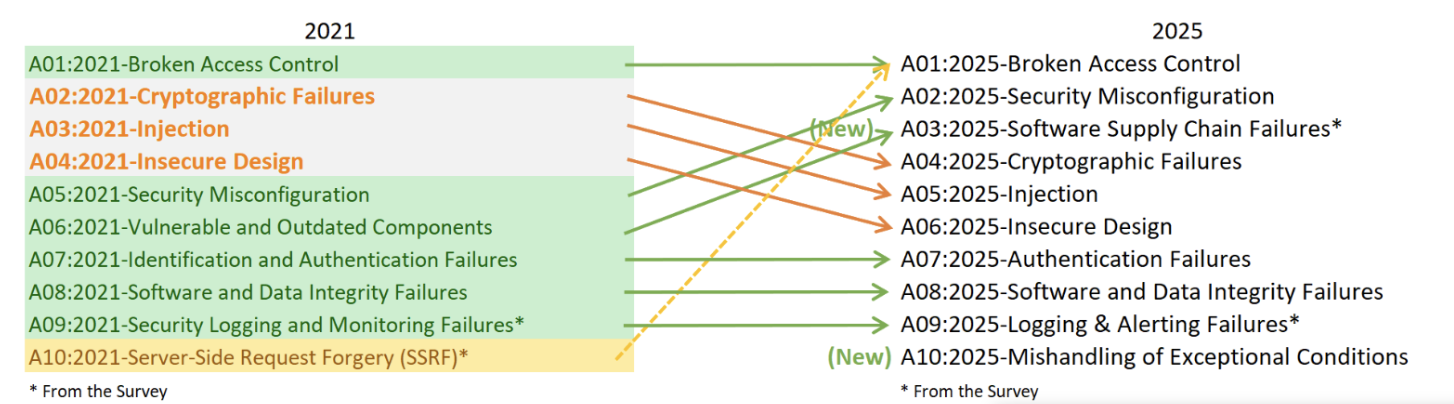 2021
A01:2021-Broken Access Control
A02:2021-Cryptographic Failures
A03:2021-Injection
A04:2021-Insecure Design
A05:2021-Security Misconfiguration
A06:2021-Vulnerable and Outdated Components
A07:2021-Identification and Authentication Failures
A08:2021-Software and Data Integrity Failures
A09:2021-Security Logging and Monitoring Failures*
A10:2021-Server-Side Request Forgery (SSRF)*
* From the Survey
2025
A01:2025-Broken Access Control
A02:2025-Security Misconfiguration
(New) A03:2025-Software Supply Chain Failures*
A04:2025-Cryptographic Failures
A05:2025-Injection
A06:2025-Insecure Design
A07:2025-Authentication Failures
A08:2025-Software and Data Integrity Failures
A09:2025-Logging & Alerting Failures*
(New) A10:2025-Mishandling of Exceptional Conditions
* From the Survey